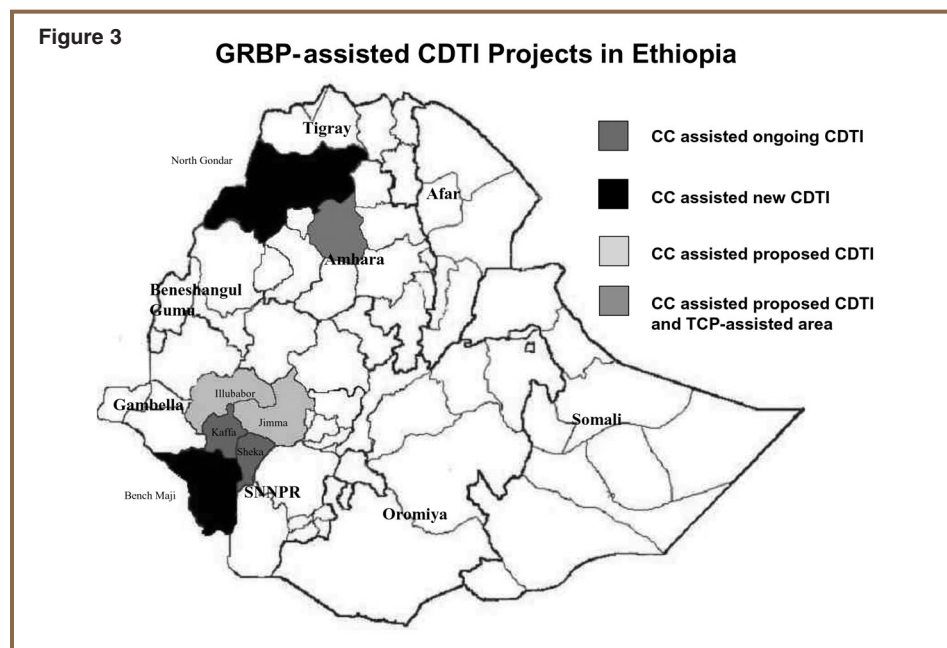 Figure 3
GRBP-assisted CDTI Projects in Ethiopia
Tigray
North Gondar
Afar
Amhara
Beneshangul
Gumu
Illubabor
Gambella
Jimma
Kaffa
Sheka
Bench Maji
SNNPR
Oromiya
Somali
CC assisted ongoing CDTI
CC assisted new CDTI
CC assisted proposed CDTI
CC assisted proposed CDTI
and TCP-assisted area